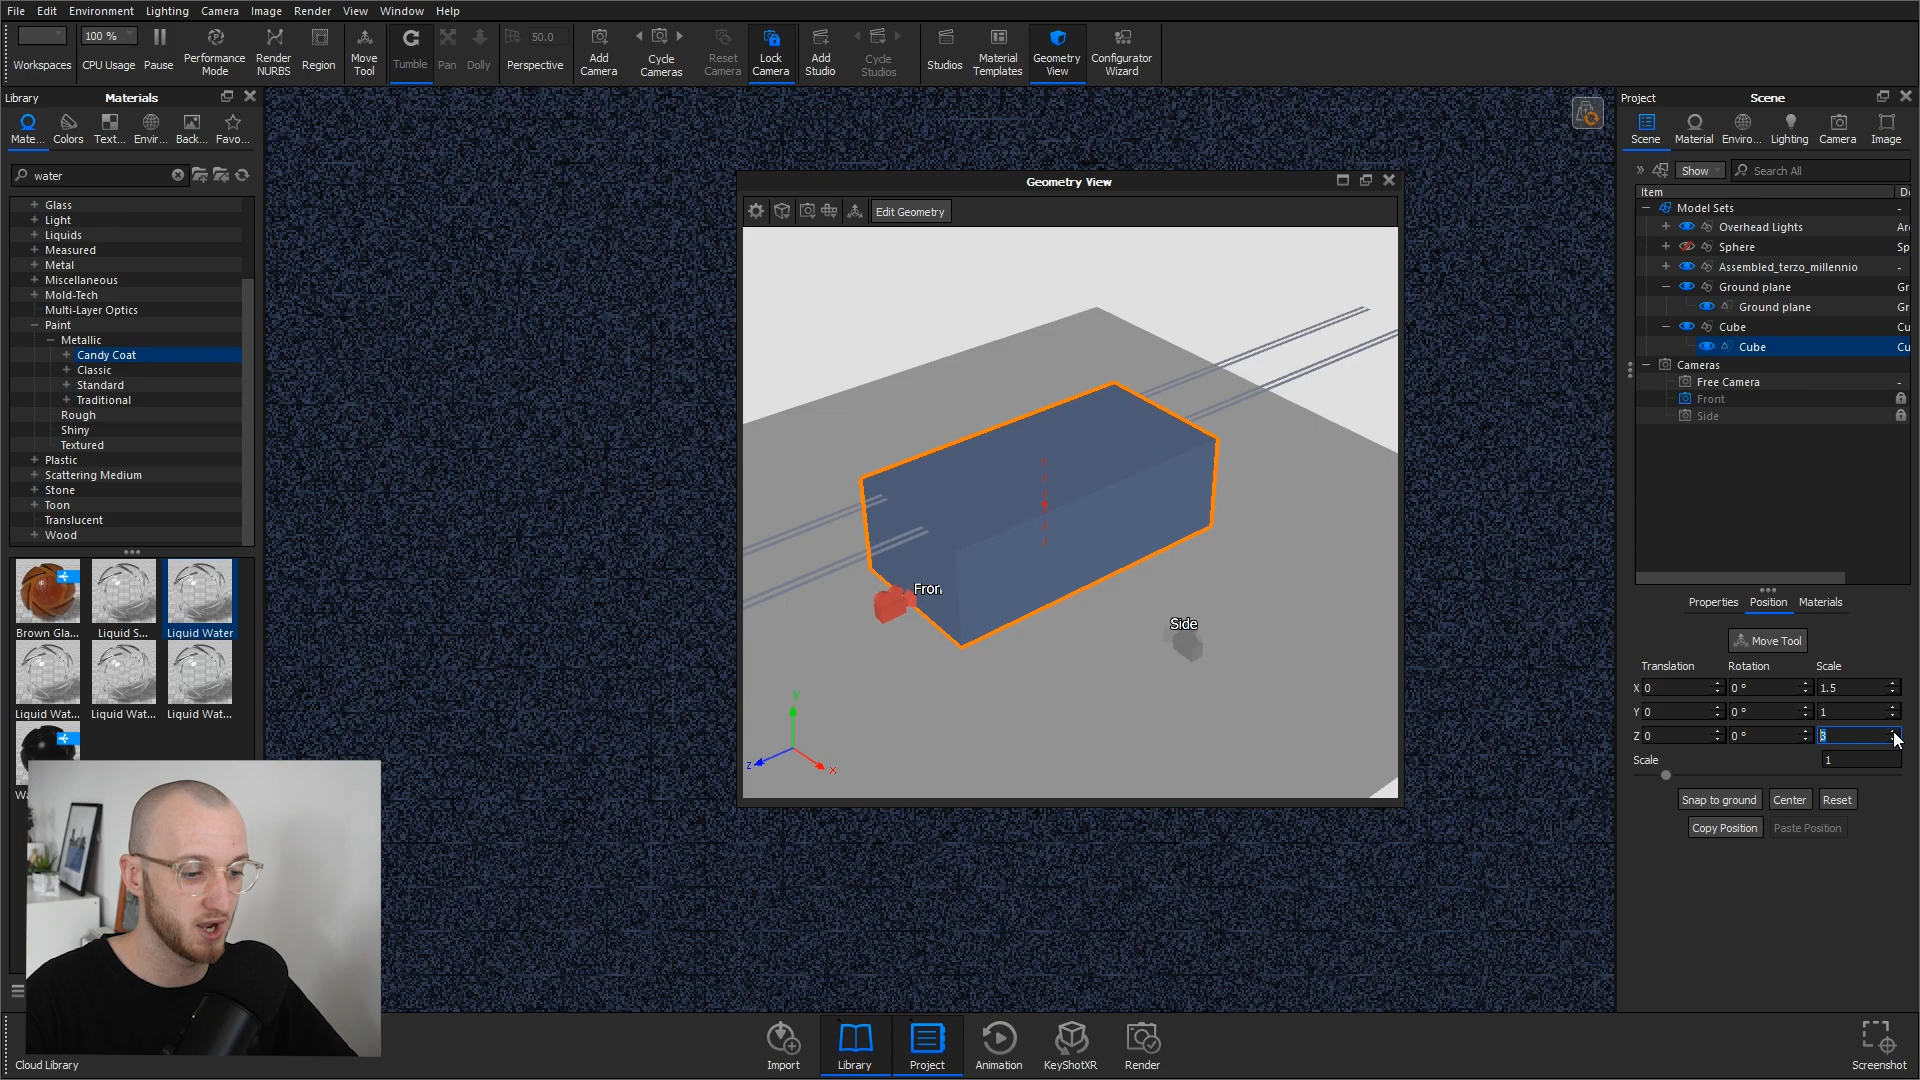 File Edit Environment Lighting Camera Image Render View Window Help
100 % 50.0
Workspaces CPU Usage Pause Performance Mode Render NURBS Region Move Tool Tumble Pan Dolly Perspective Add Camera Cycle Cameras Reset Camera Lock Camera Add Studio Cycle Studios Studios Material Templates Geometry View Configurator Wizard
Library Materials
Mate... Colors Text... Envir... Back... Favo...
water
Glass
Light
Liquids
Measured
Metal
Miscellaneous
Mold-Tech
Multi-Layer Optics
Paint
Metallic
Candy Coat
Classic
Standard
Traditional
Rough
Shiny
Textured
Plastic
Scattering Medium
Stone
Toon
Translucent
Wood
Brown Gla... Liquid S... Liquid Water
Liquid Wat... Liquid Wat... Liquid Wat...
Geometry View
Edit Geometry
Side
y
z x
Project Scene
Scene Material Enviro... Lighting Camera Image
Show Search All
Item
Model Sets -
Overhead Lights
Sphere Sp
Assembled_terzo_millennio -
Ground plane Gr
Ground plane Gr
Cube Cu
Cube Cu
Cameras
Free Camera -
Front
Side
Properties Position Materials
Move Tool
Translation Rotation Scale
X 0 0 ° 1.5
Y 0 0 ° 1
Z 0 0 ° 3
Scale 1
Snap to ground Center Reset
Copy Position Paste Position
Cloud Library Import Library Project Animation KeyShotXR Render Screenshot